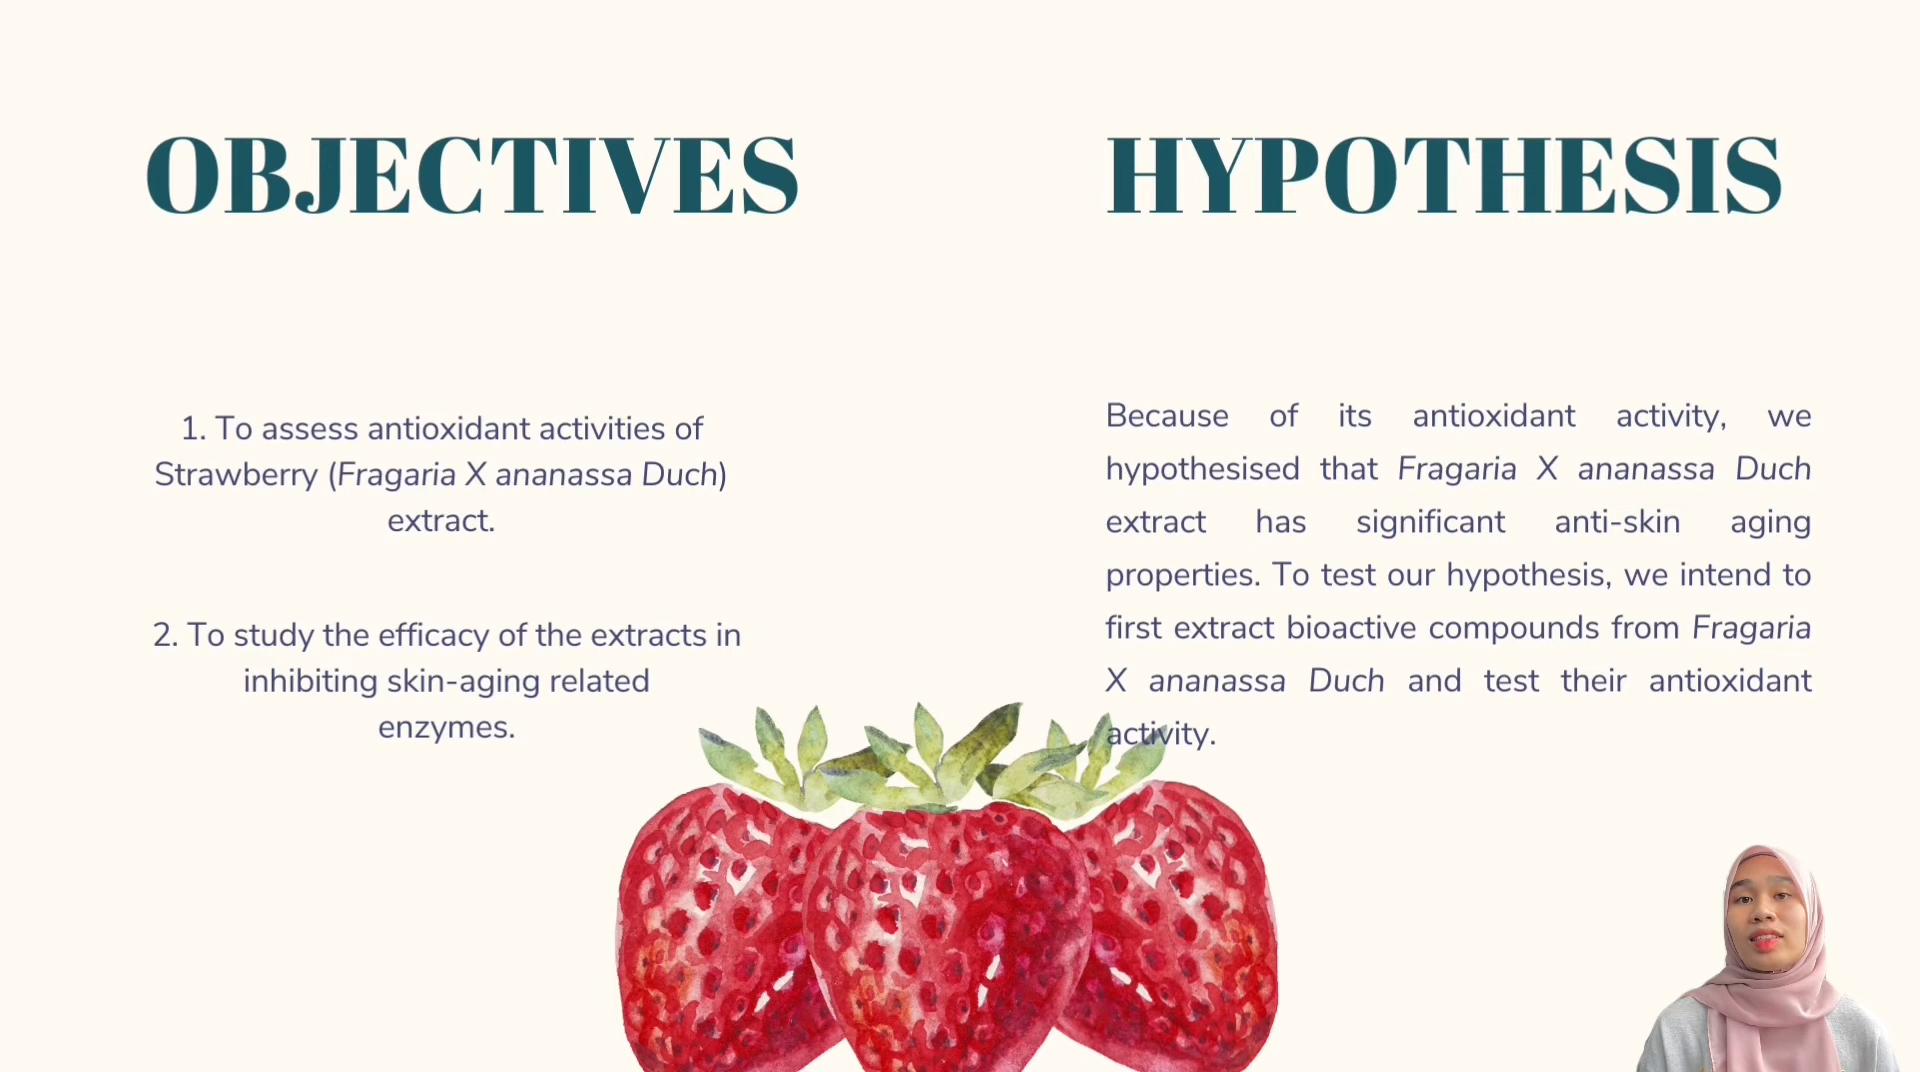 OBJECTIVES
1. To assess antioxidant activities of
Strawberry (Fragaria X ananassa Duch)
extract.
2. To study the efficacy of the extracts in
inhibiting skin-aging related
enzymes.
HYPOTHESIS
Because of its antioxidant activity, we
hypothesised that Fragaria X ananassa Duch
extract has significant anti-skin aging
properties. To test our hypothesis, we intend to
first extract bioactive compounds from Fragaria
X ananassa Duch and test their antioxidant
activity.